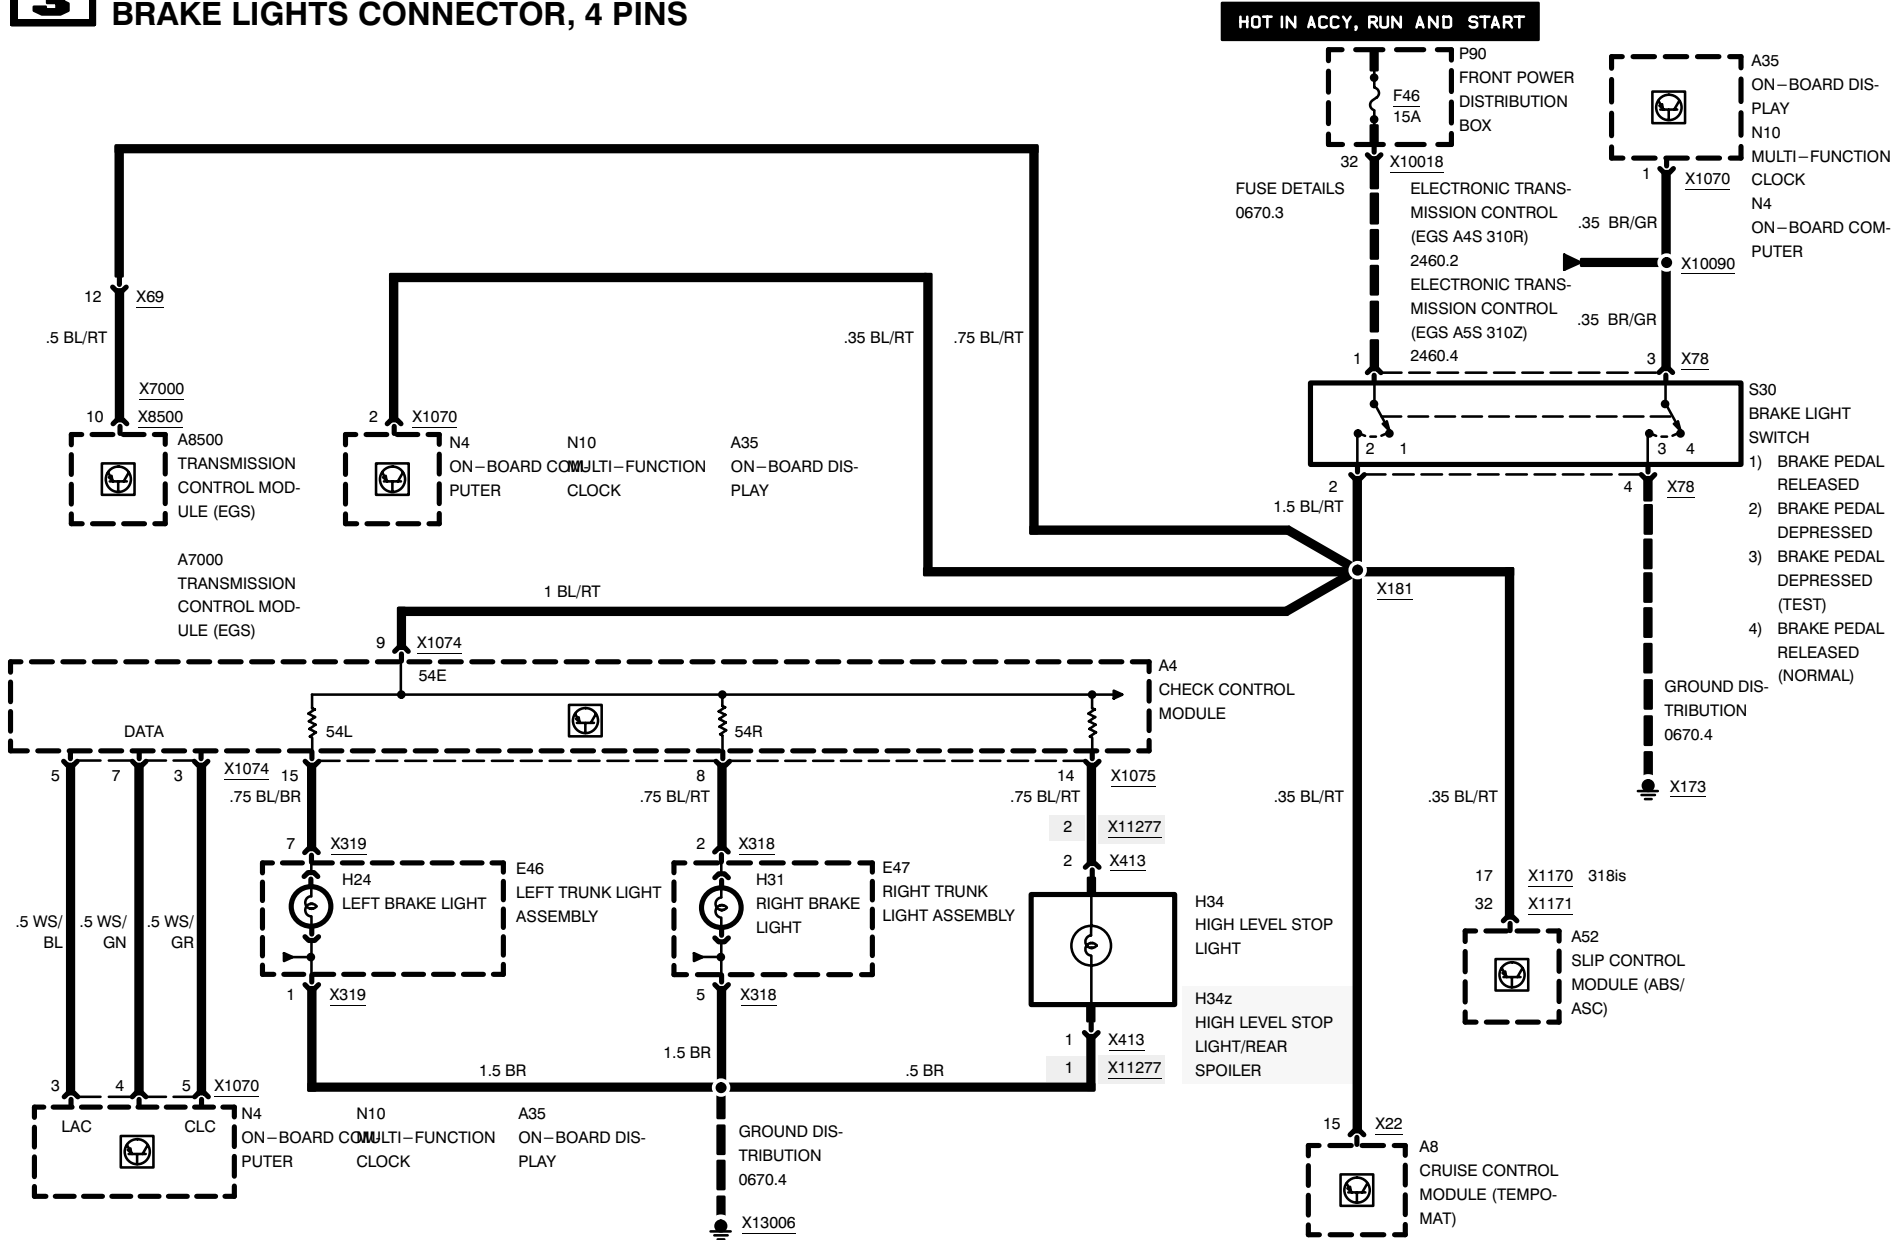 3
BRAKE LIGHTS CONNECTOR, 4 PINS
HOT IN ACCY, RUN AND START
P90
FRONT POWER
DISTRIBUTION
BOX
F46
15A
32 X10018
FUSE DETAILS
0670.3
A35
ON–BOARD DIS-
PLAY
N10
MULTI–FUNCTION
CLOCK
N4
ON–BOARD COM-
PUTER
1 X1070
.35 BR/GR
X10090
.35 BR/GR
ELECTRONIC TRANS-
MISSION CONTROL
(EGS A4S 310R)
2460.2
ELECTRONIC TRANS-
MISSION CONTROL
(EGS A5S 310Z)
2460.4
1
3 X78
S30
BRAKE LIGHT
SWITCH
1) BRAKE PEDAL
RELEASED
2) BRAKE PEDAL
DEPRESSED
3) BRAKE PEDAL
DEPRESSED
(TEST)
4) BRAKE PEDAL
RELEASED
(NORMAL)
2 1
3 4
2
4 X78
1.5 BL/RT
X181
12 X69
.5 BL/RT
X7000
10 X8500
A8500
TRANSMISSION
CONTROL MOD-
ULE (EGS)
A7000
TRANSMISSION
CONTROL MOD-
ULE (EGS)
.35 BL/RT
.75 BL/RT
2 X1070
N4
ON–BOARD COM-
PUTER
N10
MULTI–FUNCTION
CLOCK
A35
ON–BOARD DIS-
PLAY
1 BL/RT
9 X1074
54E
A4
CHECK CONTROL
MODULE
DATA
54L
54R
5 7 3 X1074
15 8 14 X1075
.75 BL/BR
.75 BL/RT
.75 BL/RT
.35 BL/RT
.35 BL/RT
GROUND DIS-
TRIBUTION
0670.4
X173
2 X11277
7 X319
2 X318
2 X413
H24
LEFT BRAKE LIGHT
E46
LEFT TRUNK LIGHT
ASSEMBLY
H31
RIGHT BRAKE
LIGHT
E47
RIGHT TRUNK
LIGHT ASSEMBLY
H34
HIGH LEVEL STOP
LIGHT
H34z
HIGH LEVEL STOP
LIGHT/REAR
SPOILER
17 X1170 318is
32 X1171
A52
SLIP CONTROL
MODULE (ABS/
ASC)
.5 WS/
BL
.5 WS/
GN
.5 WS/
GR
1 X319
5 X318
1 X413
1 X11277
1.5 BR
1.5 BR
.5 BR
3 4 5 X1070
LAC
CLC
N4
ON–BOARD COM-
PUTER
N10
MULTI–FUNCTION
CLOCK
A35
ON–BOARD DIS-
PLAY
GROUND DIS-
TRIBUTION
0670.4
X13006
15 X22
A8
CRUISE CONTROL
MODULE (TEMPO-
MAT)